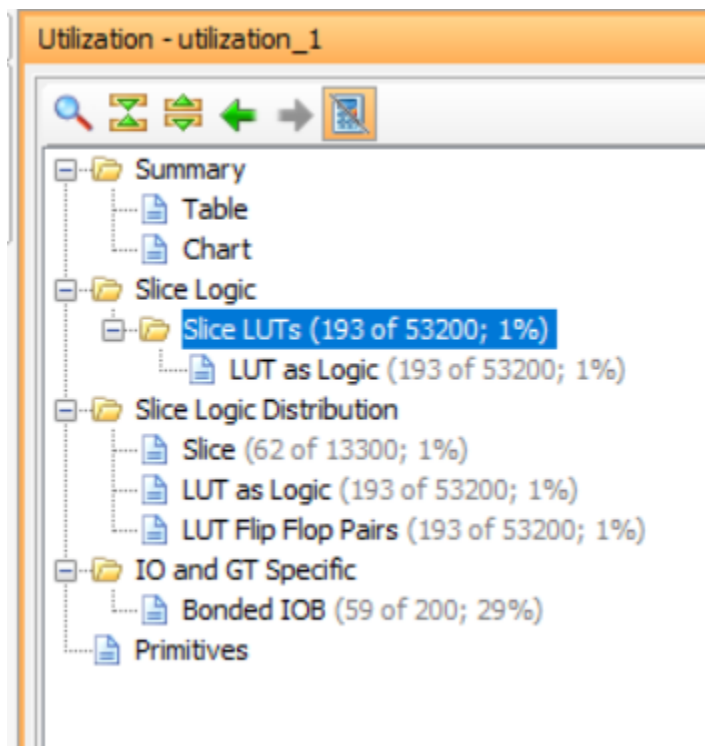 Utilization - utilization_1
Summary
Table
Chart
Slice Logic
Slice LUTs (193 of 53200; 1%)
LUT as Logic (193 of 53200; 1%)
Slice Logic Distribution
Slice (62 of 13300; 1%)
LUT as Logic (193 of 53200; 1%)
LUT Flip Flop Pairs (193 of 53200; 1%)
IO and GT Specific
Bonded IOB (59 of 200; 29%)
Primitives